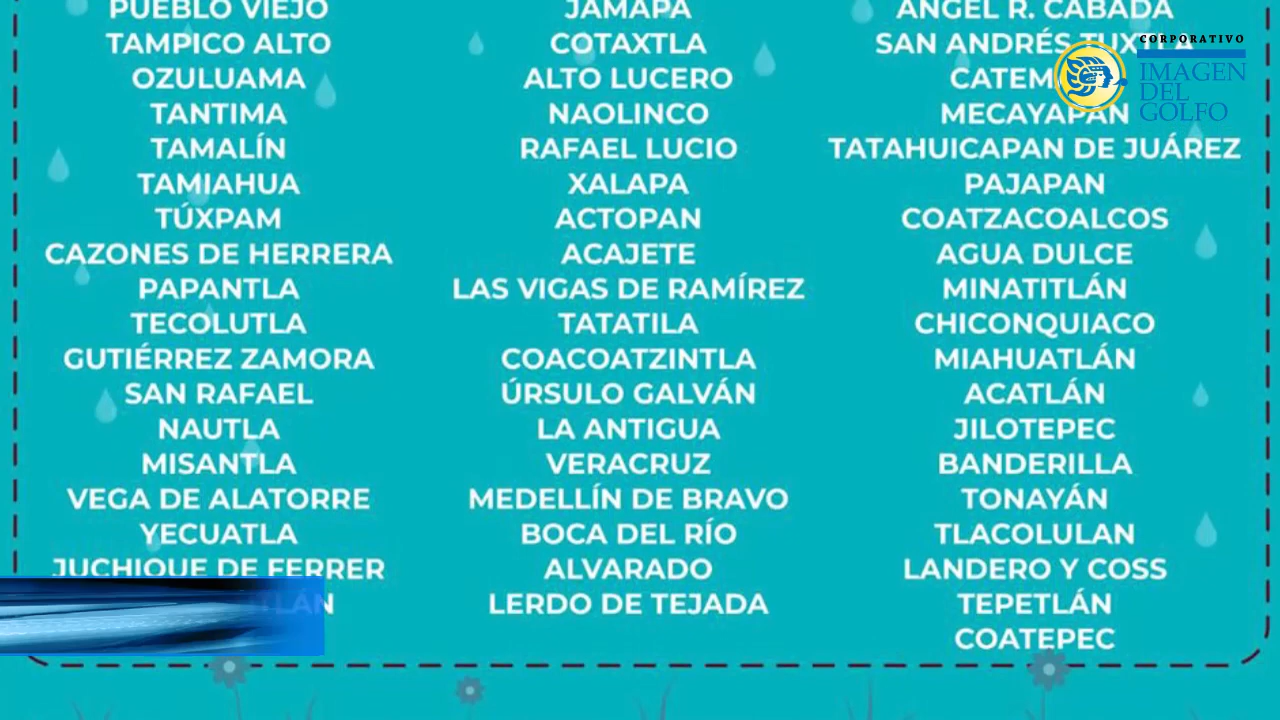 PUEBLO VIEJO
TAMPICO ALTO
OZULUAMA
TANTIMA
TAMALÍN
TAMIAHUA
TÚXPAM
CAZONES DE HERRERA
PAPANTLA
TECOLUTLA
GUTIÉRREZ ZAMORA
SAN RAFAEL
NAUTLA
MISANTLA
VEGA DE ALATORRE
YECUATLA
JUCHIQUE DE FERRER
JAMAPA
COTAXTLA
ALTO LUCERO
NAOLINCO
RAFAEL LUCIO
XALAPA
ACTOPAN
ACAJETE
LAS VIGAS DE RAMÍREZ
TATATILA
COACOATZINTLA
ÚRSULO GALVÁN
LA ANTIGUA
VERACRUZ
MEDELLÍN DE BRAVO
BOCA DEL RÍO
ALVARADO
LERDO DE TEJADA
ANGEL R. CABADA
SAN ANDRÉS TUXTLA
MECAYAPAN
TATAHUICAPAN DE JUÁREZ
PAJAPAN
COATZACOALCOS
AGUA DULCE
MINATITLÁN
CHICONQUIACO
MIAHUATLÁN
ACATLÁN
JILOTEPEC
BANDERILLA
TONAYÁN
TLACOLULAN
LANDERO Y COSS
TEPETLÁN
COATEPEC
CORPORATIVO
IMAGEN
DEL
GOLFO